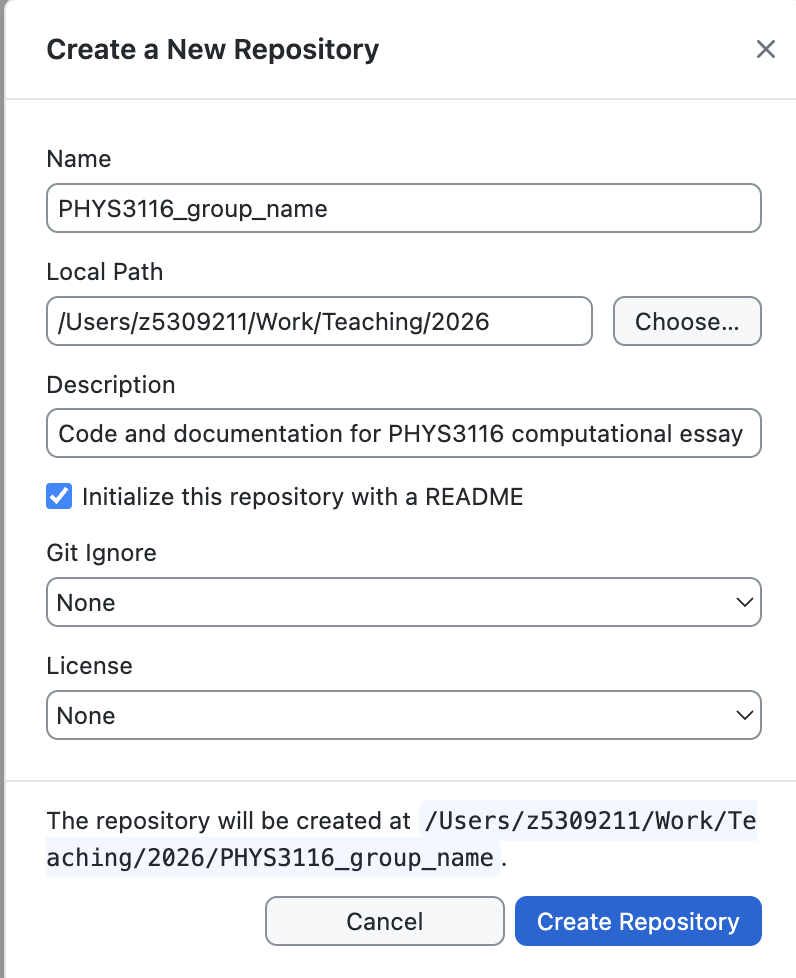 Create a New Repository
Name
PHYS3116_group_name
Local Path
/Users/z5309211/Work/Teaching/2026
Choose...
Description
Code and documentation for PHYS3116 computational essay
Initialize this repository with a README
Git Ignore
None
License
None
The repository will be created at /Users/z5309211/Work/Te
aching/2026/PHYS3116_group_name.
Cancel
Create Repository